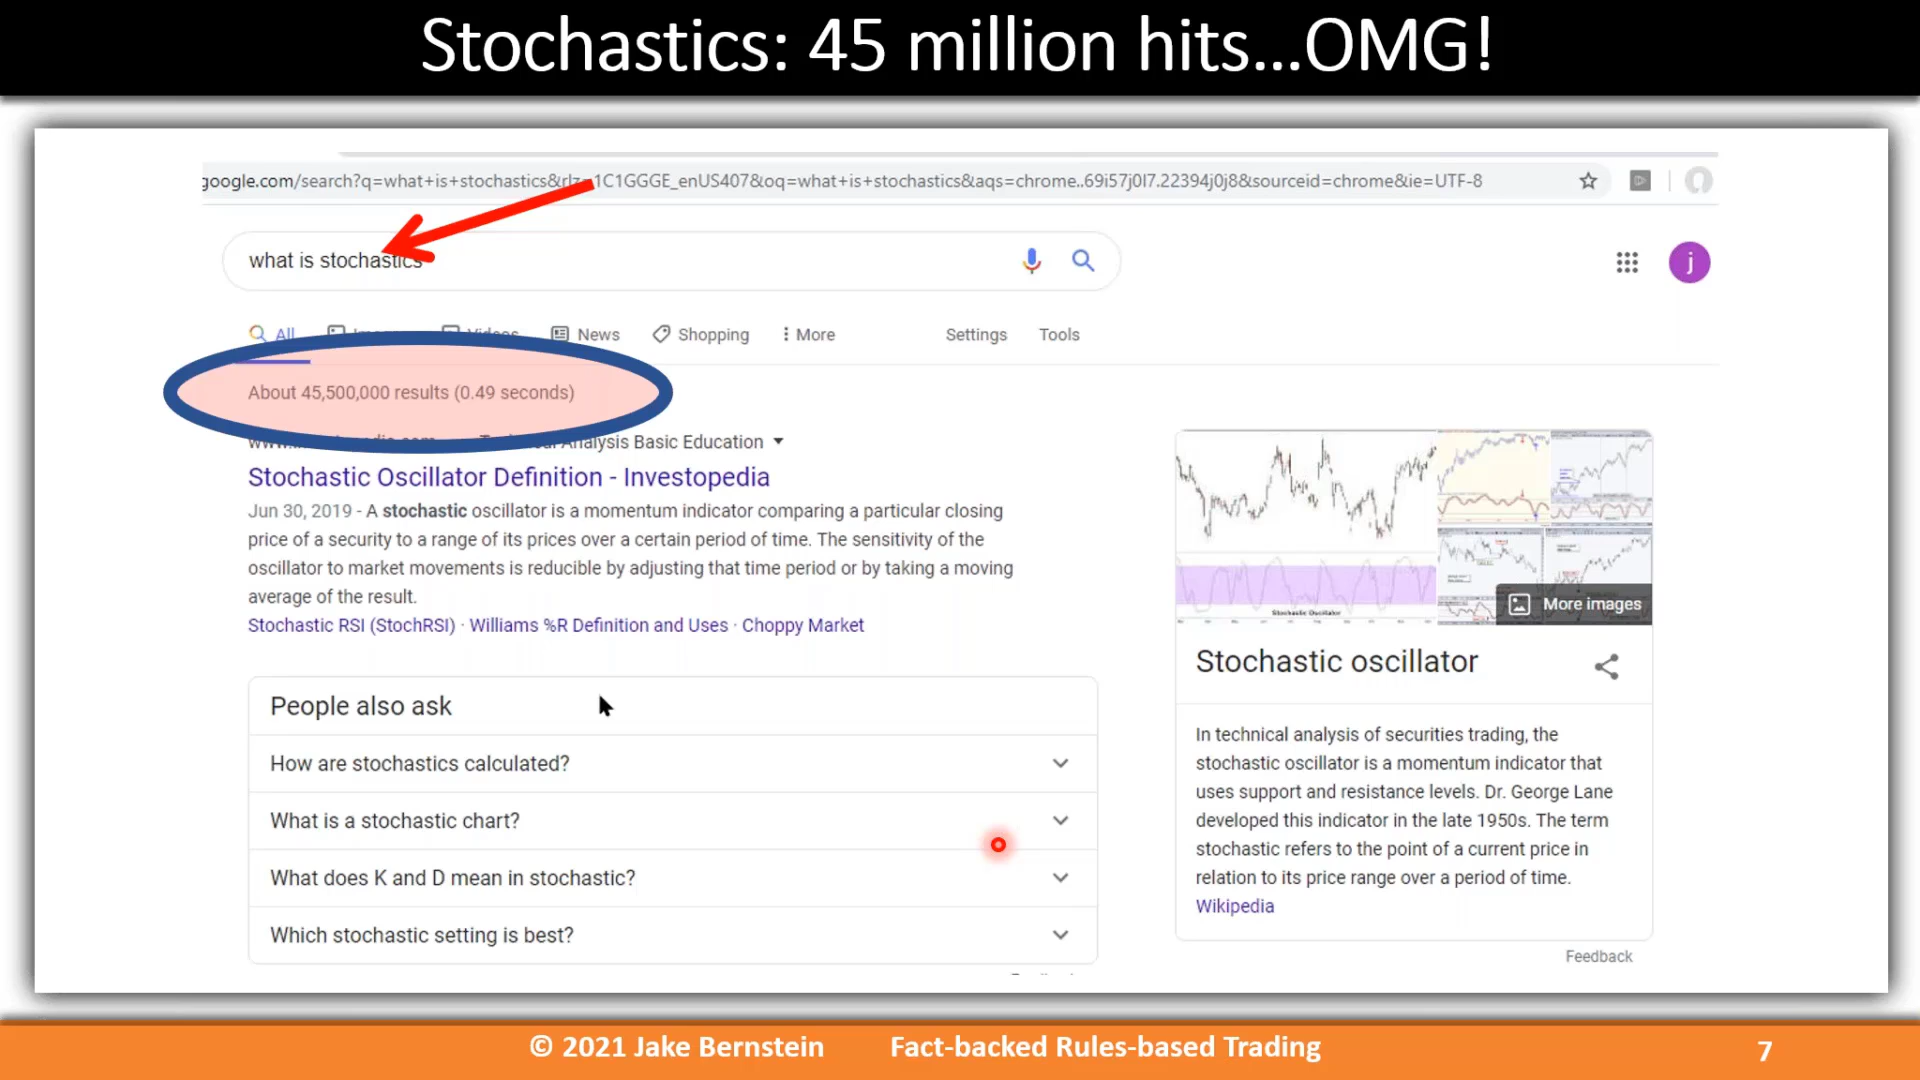 Stochastics: 45 million hits...OMG!
google.com/search?q=what+is+stochastics&rlz=1C1GGGE_enUS407&oq=what+is+stochastics&aqs=chrome..69i57j0l7.22394j0j8&sourceid=chrome&ie=UTF-8
what is stochastics
j
All
Videos
News
Shopping
More
Settings
Tools
About 45,500,000 results (0.49 seconds)
Analysis Basic Education
Stochastic Oscillator Definition - Investopedia
Jun 30, 2019 - A stochastic oscillator is a momentum indicator comparing a particular closing
price of a security to a range of its prices over a certain period of time. The sensitivity of the
oscillator to market movements is reducible by adjusting that time period or by taking a moving
average of the result.
Stochastic RSI (StochRSI) · Williams %R Definition and Uses · Choppy Market
People also ask
How are stochastics calculated?
What is a stochastic chart?
What does K and D mean in stochastic?
Which stochastic setting is best?
Stochastic Oscillator
More images
Stochastic oscillator
In technical analysis of securities trading, the
stochastic oscillator is a momentum indicator that
uses support and resistance levels. Dr. George Lane
developed this indicator in the late 1950s. The term
stochastic refers to the point of a current price in
relation to its price range over a period of time.
Wikipedia
Feedback
© 2021 Jake Bernstein
Fact-backed Rules-based Trading
7